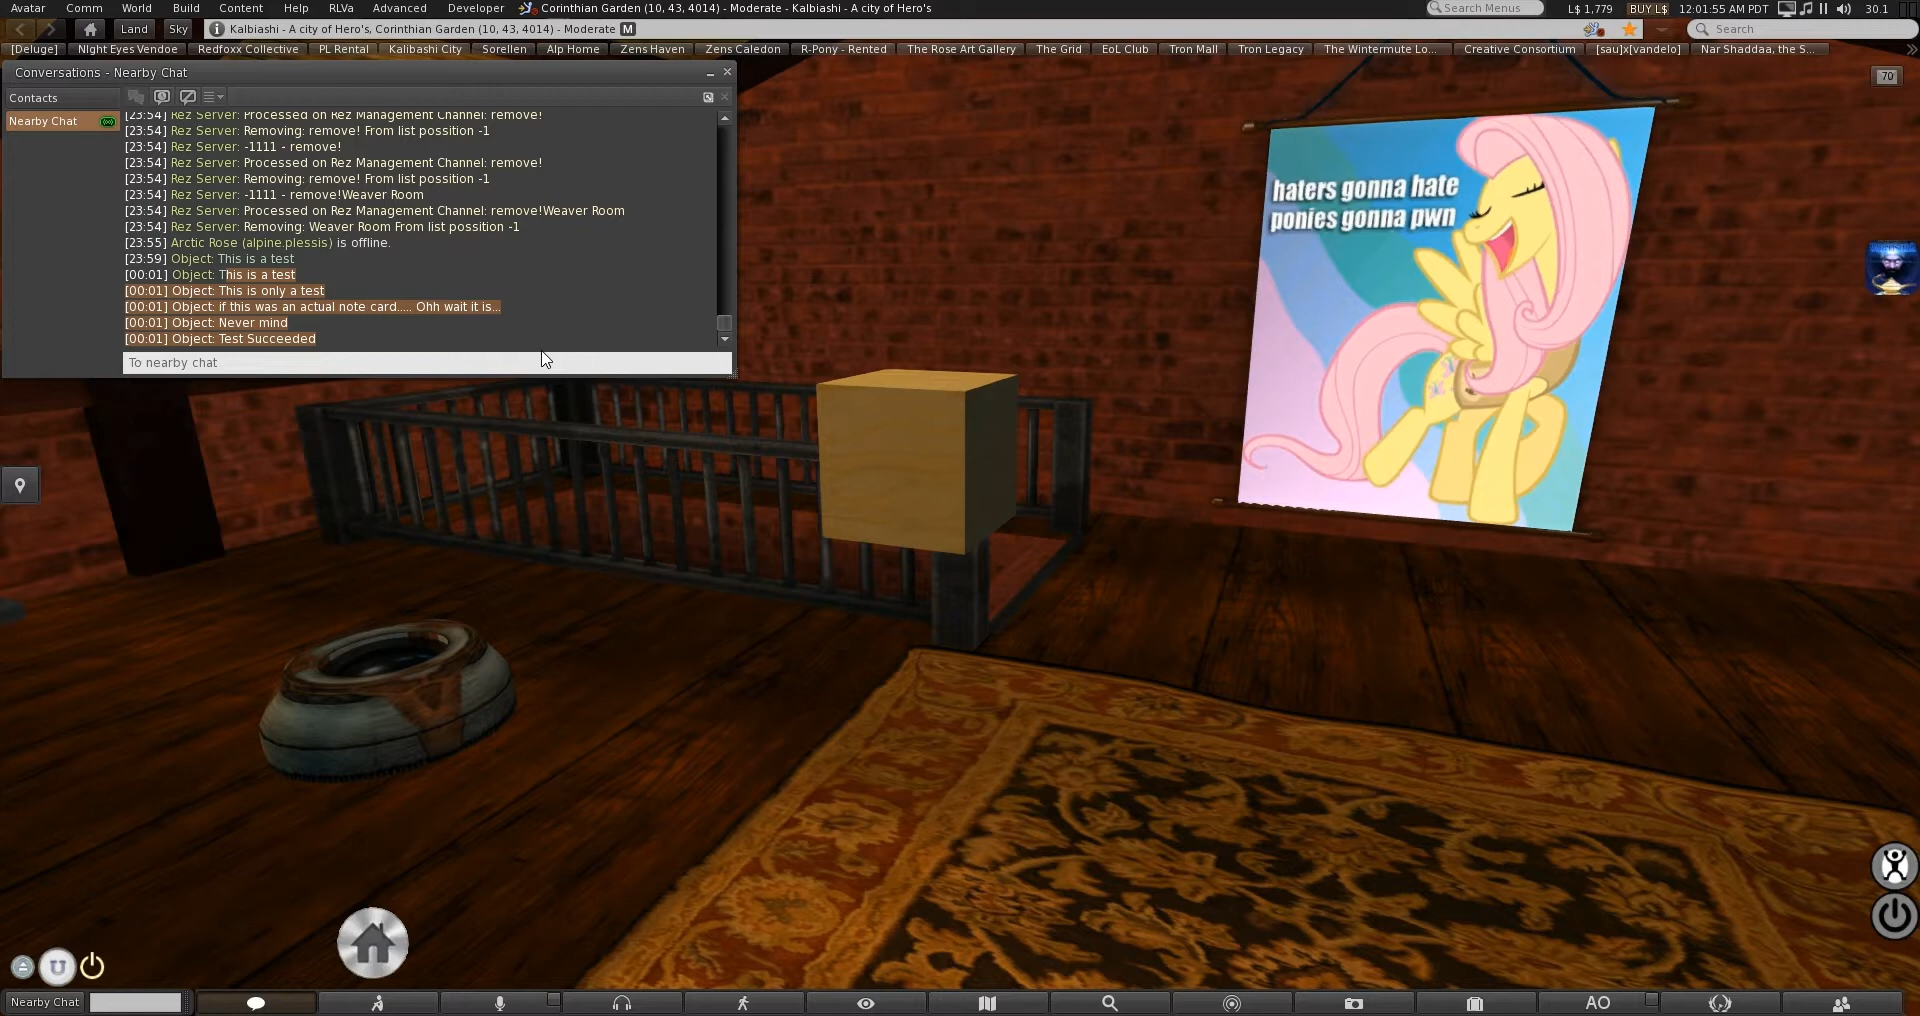 Avatar Comm World Build Content Help RLVa Advanced Developer Corinthian Garden (10, 43, 4014) - Moderate - Kalbiashi - A city of Hero's Search Menus L$ 1,779 BUY L$ 12:01:55 AM PDT 30.1
Land Sky Kalbiashi - A city of Hero's, Corinthian Garden (10, 43, 4014) - Moderate M Search
[Deluge] NIght Eyes Vendoe Redfoxx Collective PL Rental Kalibashi City Sorellen Alp Home Zens Haven Zens Caledon R-Pony - Rented The Rose Art Gallery The Grid EoL Club Tron Mall Tron Legacy The Wintermute Lo... Creative Consortium [sau]x[vandelo] Nar Shaddaa, the S...
Conversations - Nearby Chat
70
Contacts
Nearby Chat
[23:54] Rez Server: Processed on Rez Management Channel: remove!
[23:54] Rez Server: Removing: remove! From list possition -1
[23:54] Rez Server: -1111 - remove!
[23:54] Rez Server: Processed on Rez Management Channel: remove!
[23:54] Rez Server: Removing: remove! From list possition -1
[23:54] Rez Server: -1111 - remove!Weaver Room
[23:54] Rez Server: Processed on Rez Management Channel: remove!Weaver Room
[23:54] Rez Server: Removing: Weaver Room From list possition -1
[23:55] Arctic Rose (alpine.plessis) is offline.
[23:59] Object: This is a test
[00:01] Object: This is a test
[00:01] Object: This is only a test
[00:01] Object: if this was an actual note card..... Ohh wait it is...
[00:01] Object: Never mind
[00:01] Object: Test Succeeded
To nearby chat
haters gonna hate
ponies gonna pwn
U
Nearby Chat
AO